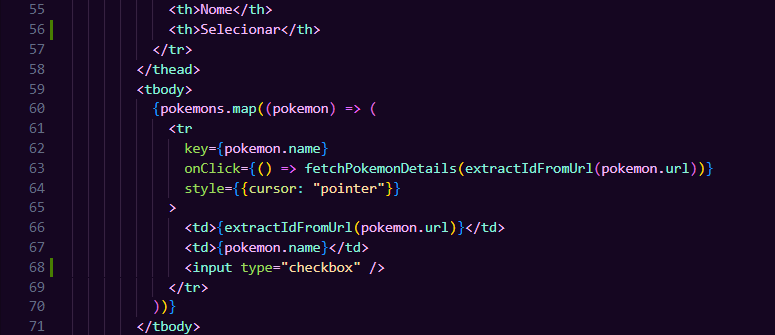 55 <th>Nome</th>
56 <th>Selecionar</th>
57 </tr>
58 </thead>
59 <tbody>
60 {pokemons.map((pokemon) => (
61 <tr
62 key={pokemon.name}
63 onClick={() => fetchPokemonDetails(extractIdFromUrl(pokemon.url))}
64 style={{cursor: "pointer"}}
65 >
66 <td>{extractIdFromUrl(pokemon.url)}</td>
67 <td>{pokemon.name}</td>
68 <input type="checkbox" />
69 </tr>
70 ))}
71 </tbody>